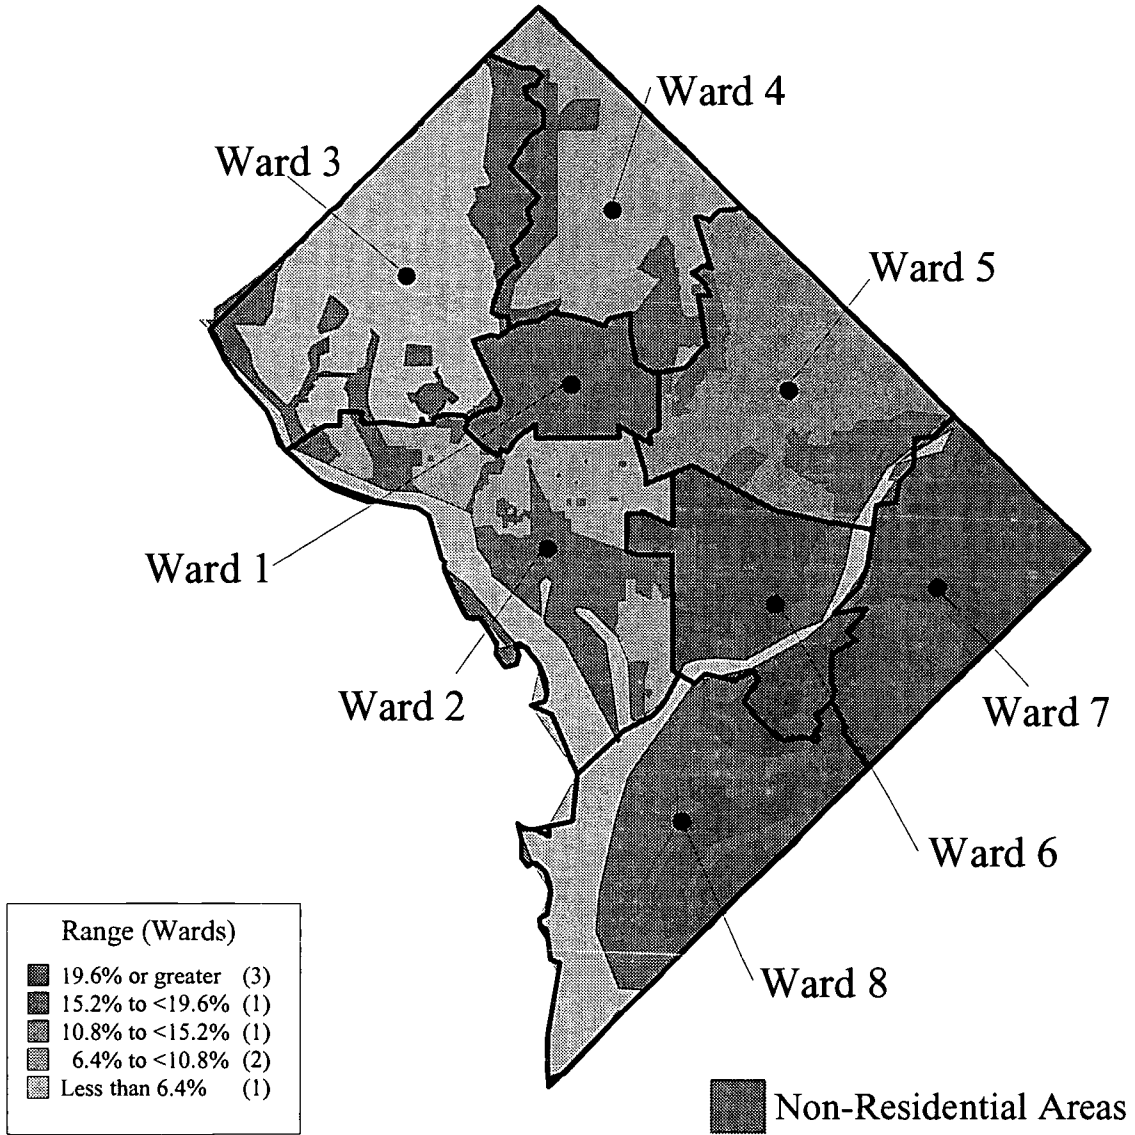 Ward 4
Ward 3
Ward 5
Ward 1
Ward 2
Ward 7
Ward 6
Ward 8
Range (Wards)
19.6% or greater (3)
15.2% to <19.6% (1)
10.8% to <15.2% (1)
6.4% to <10.8% (2)
Less than 6.4% (1)
Non-Residential Areas